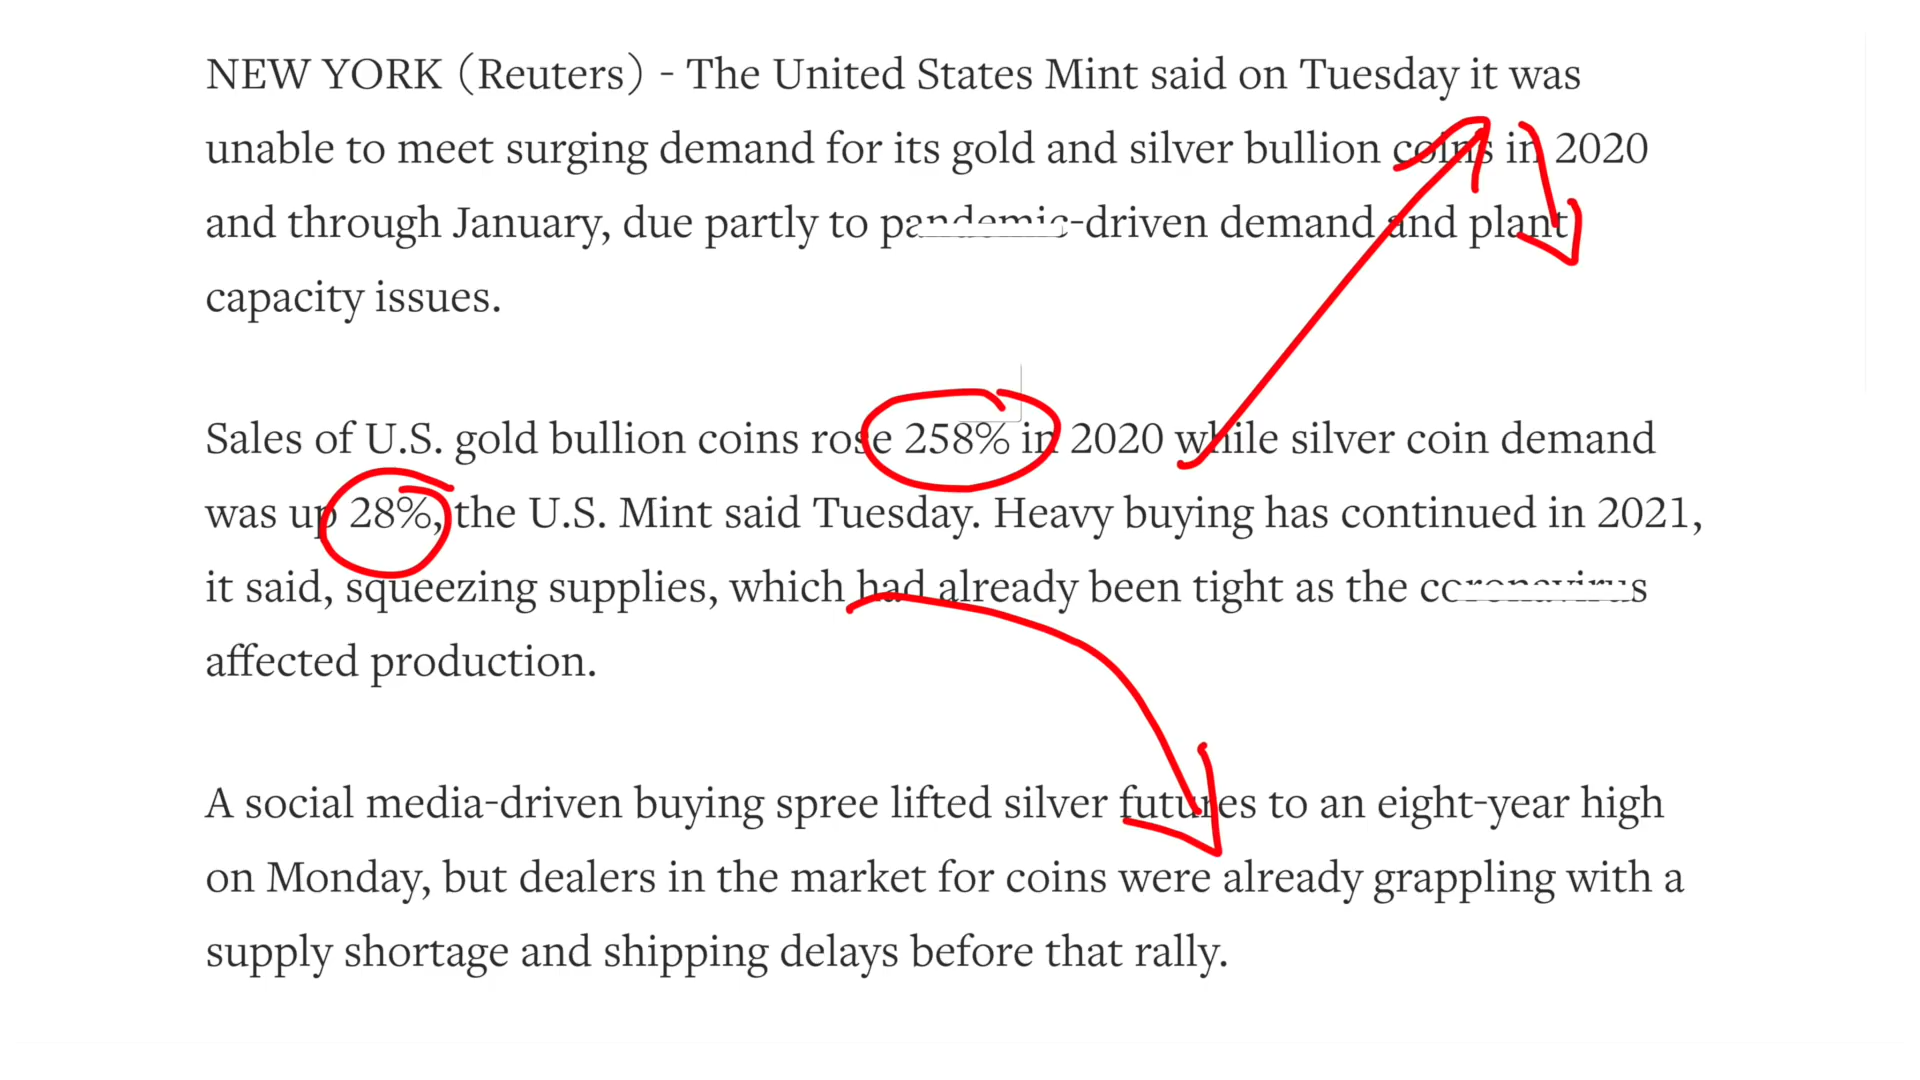 NEW YORK (Reuters) - The United States Mint said on Tuesday it was
unable to meet surging demand for its gold and silver bullion coins in 2020
and through January, due partly to pandemic-driven demand and plant
capacity issues.
Sales of U.S. gold bullion coins rose 258% in 2020 while silver coin demand
was up 28%, the U.S. Mint said Tuesday. Heavy buying has continued in 2021,
it said, squeezing supplies, which had already been tight as the coronavirus
affected production.
A social media-driven buying spree lifted silver futures to an eight-year high
on Monday, but dealers in the market for coins were already grappling with a
supply shortage and shipping delays before that rally.